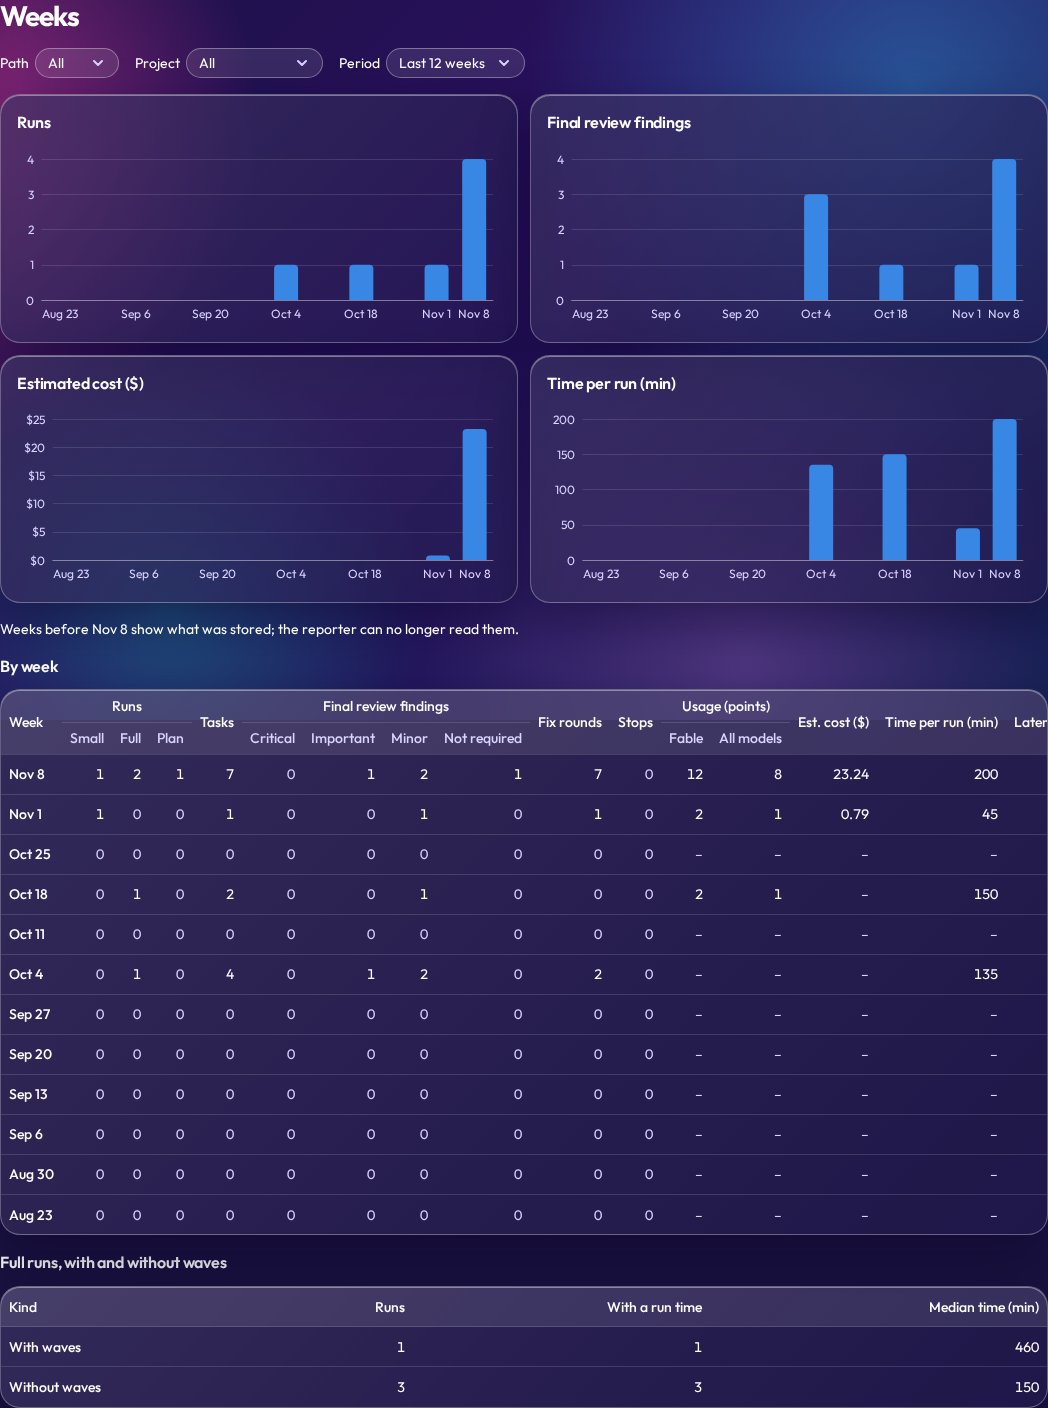 Weeks
Path All Project All Period Last 12 weeks
Runs
4
3
2
1
0
Aug 23 Sep 6 Sep 20 Oct 4 Oct 18 Nov 1 Nov 8
Final review findings
4
3
2
1
0
Aug 23 Sep 6 Sep 20 Oct 4 Oct 18 Nov 1 Nov 8
Estimated cost ($)
$25
$20
$15
$10
$5
$0
Aug 23 Sep 6 Sep 20 Oct 4 Oct 18 Nov 1 Nov 8
Time per run (min)
200
150
100
50
0
Aug 23 Sep 6 Sep 20 Oct 4 Oct 18 Nov 1 Nov 8
Weeks before Nov 8 show what was stored; the reporter can no longer read them.
By week
Runs Final review findings Usage (points)
Week Tasks Fix rounds Stops Est. cost ($) Time per run (min) Later
Small Full Plan Critical Important Minor Not required Fable All models
Nov 8 1 2 1 7 0 1 2 1 7 0 12 8 23.24 200
Nov 1 1 0 0 1 0 0 1 0 1 0 2 1 0.79 45
Oct 25 0 0 0 0 0 0 0 0 0 0 – – – –
Oct 18 0 1 0 2 0 0 1 0 0 0 2 1 – 150
Oct 11 0 0 0 0 0 0 0 0 0 0 – – – –
Oct 4 0 1 0 4 0 1 2 0 2 0 – – – 135
Sep 27 0 0 0 0 0 0 0 0 0 0 – – – –
Sep 20 0 0 0 0 0 0 0 0 0 0 – – – –
Sep 13 0 0 0 0 0 0 0 0 0 0 – – – –
Sep 6 0 0 0 0 0 0 0 0 0 0 – – – –
Aug 30 0 0 0 0 0 0 0 0 0 0 – – – –
Aug 23 0 0 0 0 0 0 0 0 0 0 – – – –
Full runs, with and without waves
Kind Runs With a run time Median time (min)
With waves 1 1 460
Without waves 3 3 150